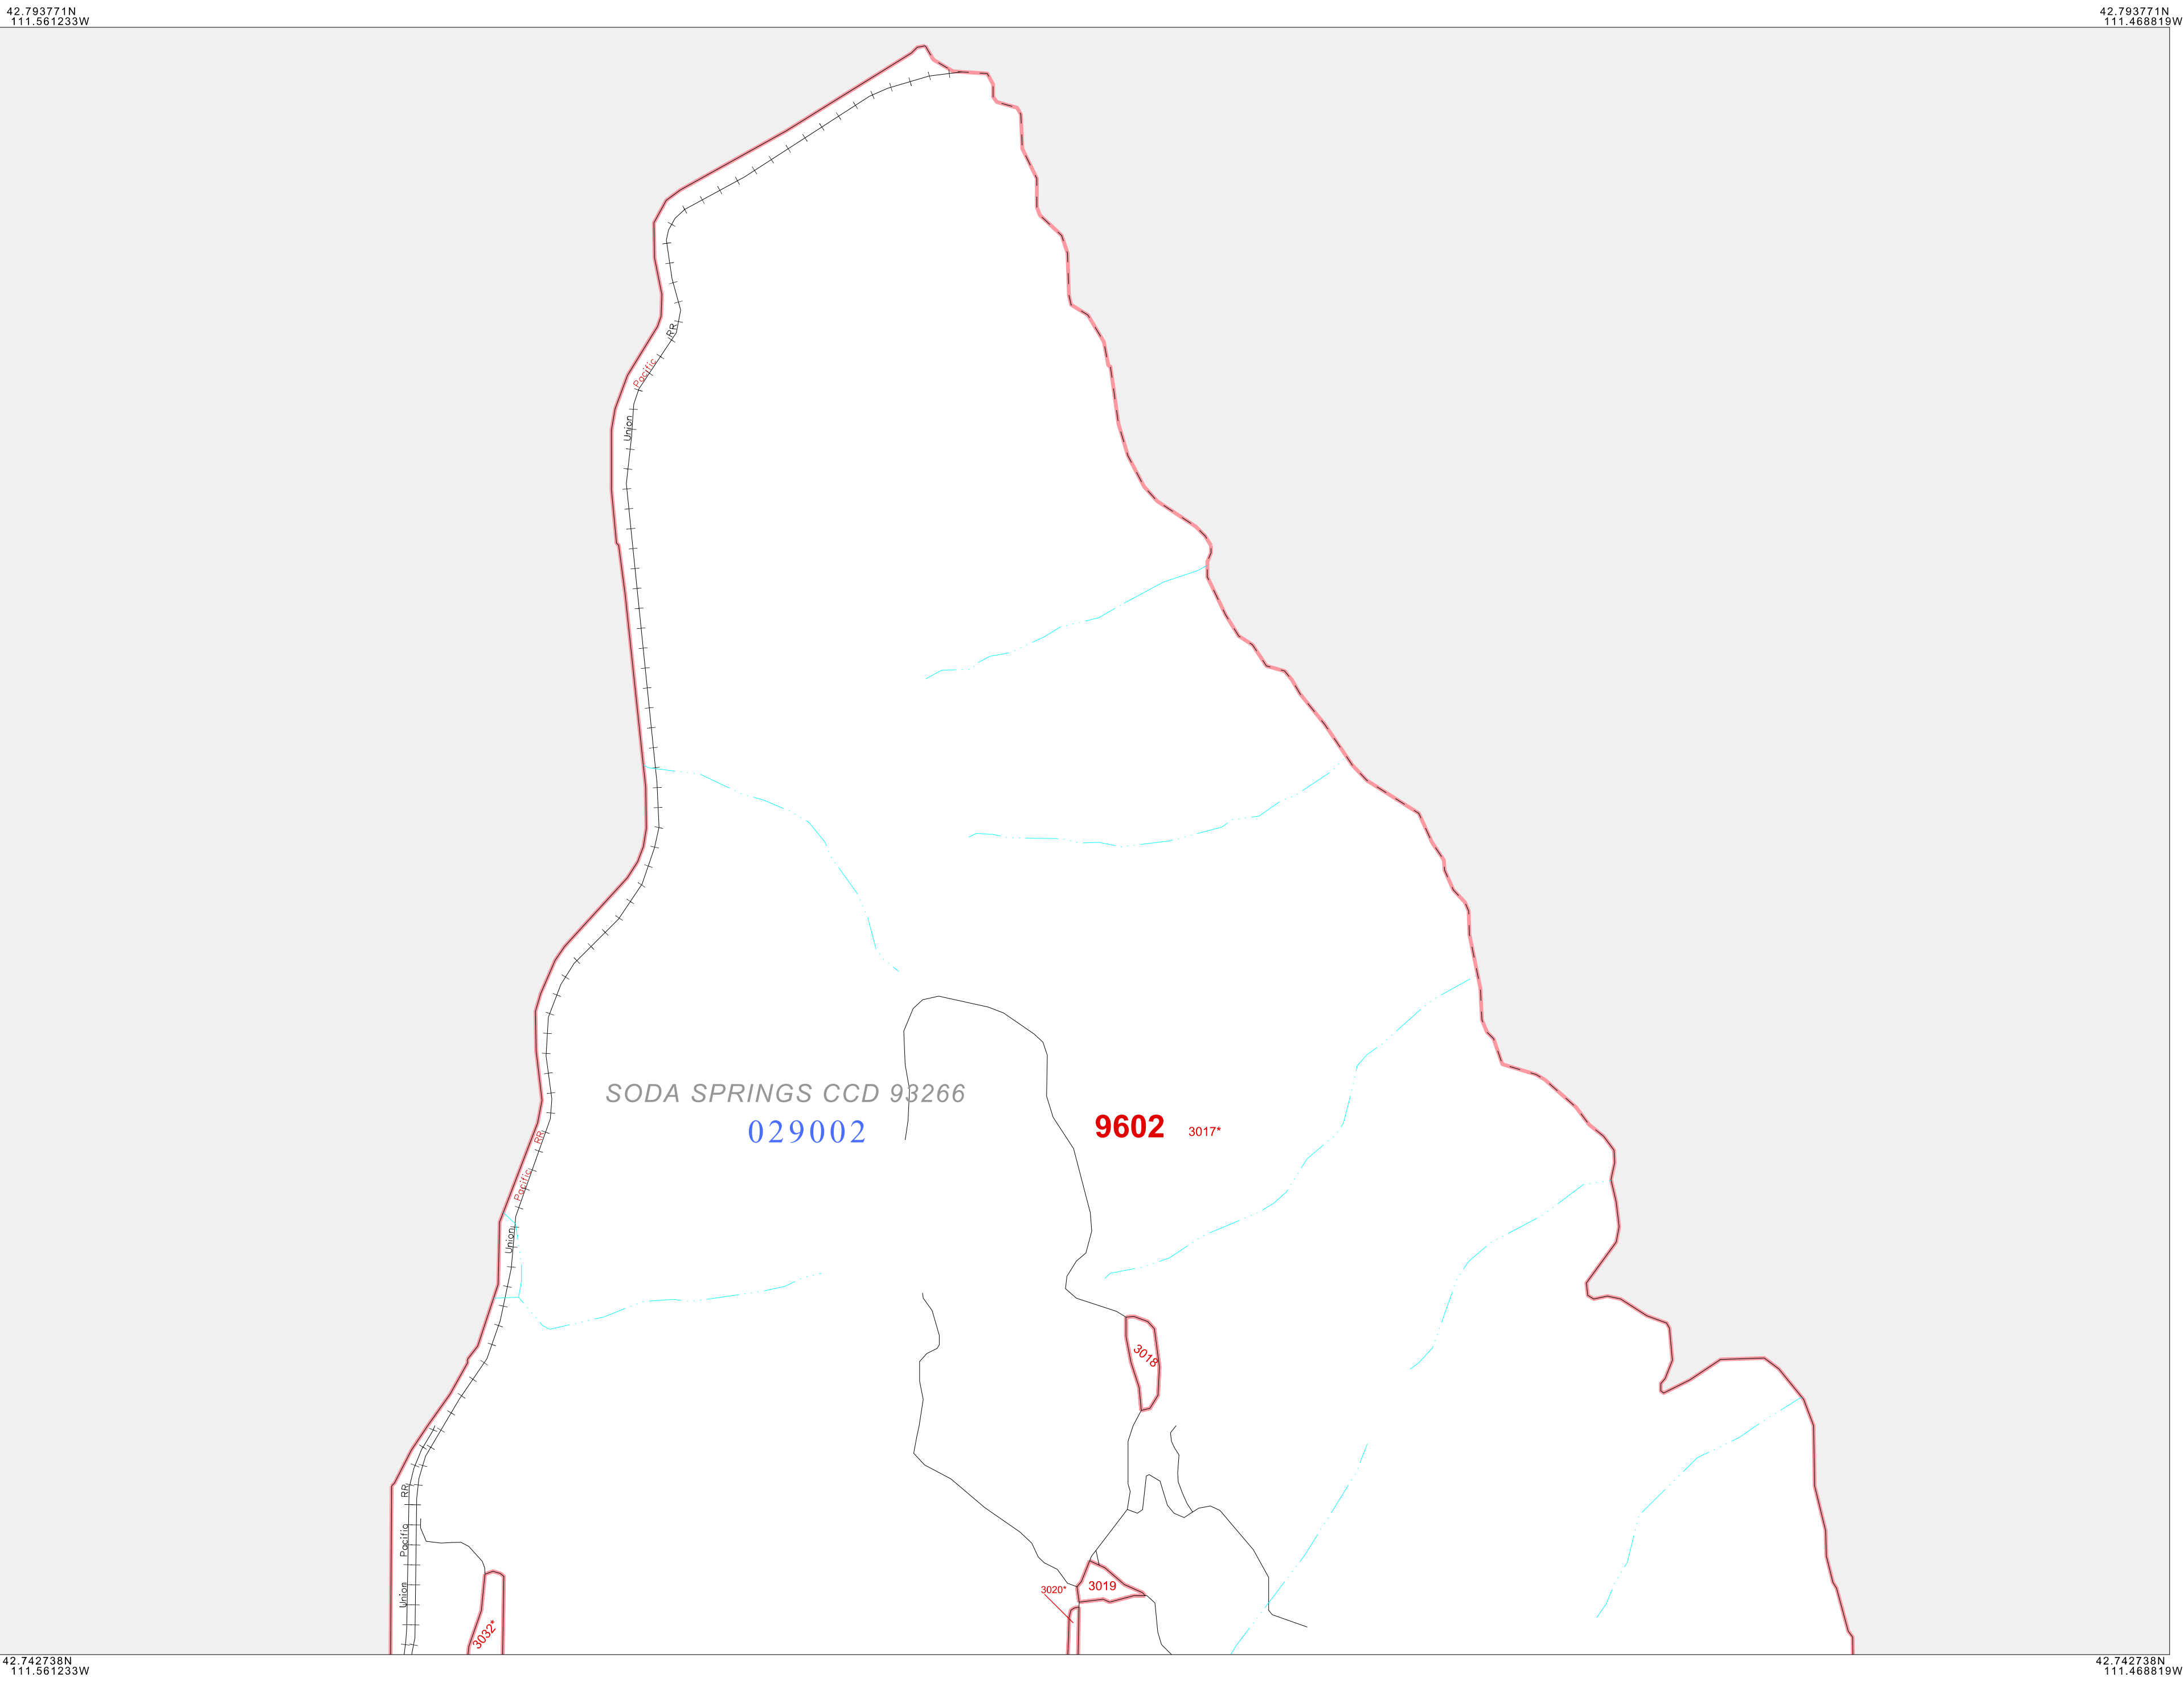 42.793771N
111.561233W
42.793771N
111.468819W
Union Pacific RR
SODA SPRINGS CCD 93266
029002
9602
3017*
Union Pacific RR
3018
Union Pacific RR
3020*
3019
3032*
42.742738N
111.561233W
42.742738N
111.468819W